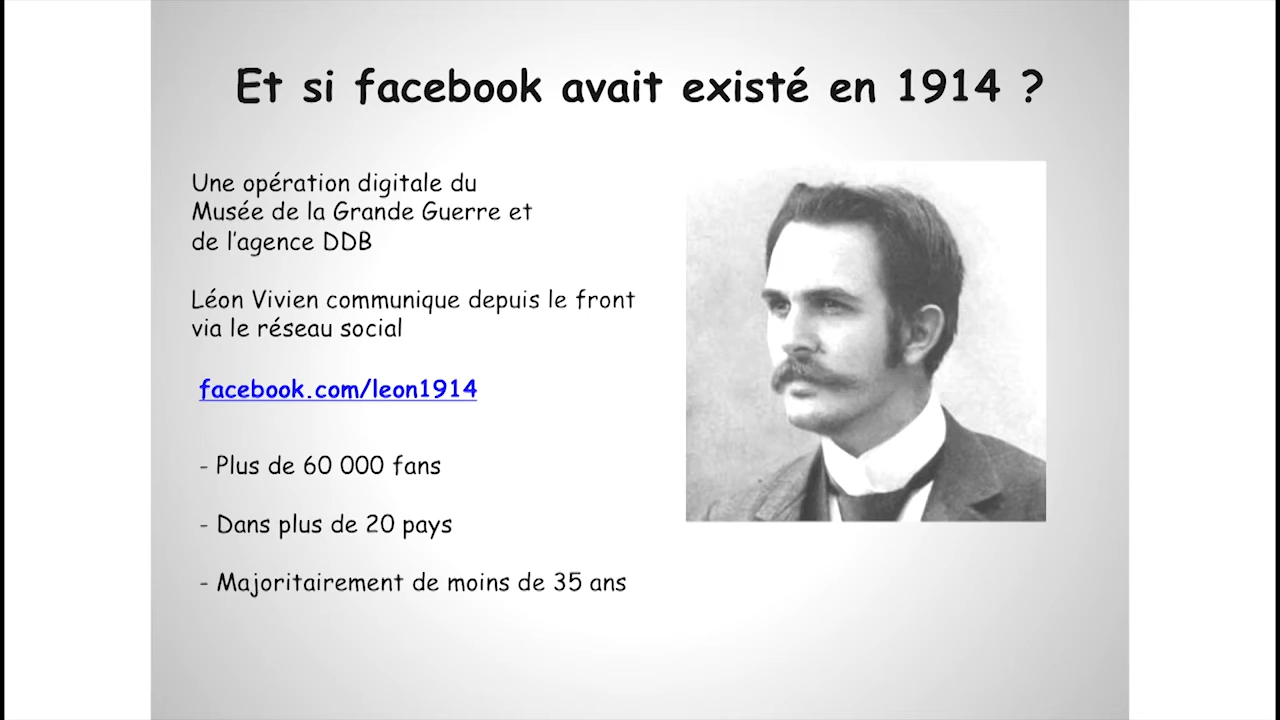 Et si facebook avait existé en 1914 ?
Une opération digitale du
Musée de la Grande Guerre et
de l'agence DDB
Léon Vivien communique depuis le front
via le réseau social
facebook.com/leon1914
- Plus de 60 000 fans
- Dans plus de 20 pays
- Majoritairement de moins de 35 ans